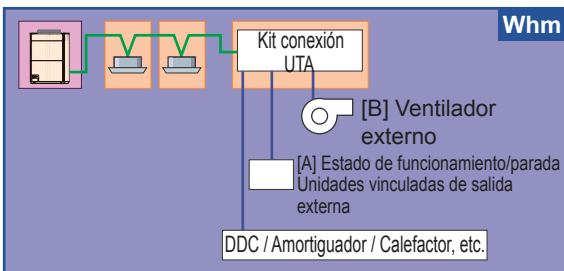 Whm
Kit conexión
UTA
[B] Ventilador
externo
[A] Estado de funcionamiento/parada
Unidades vinculadas de salida
externa
DDC / Amortiguador / Calefactor, etc.